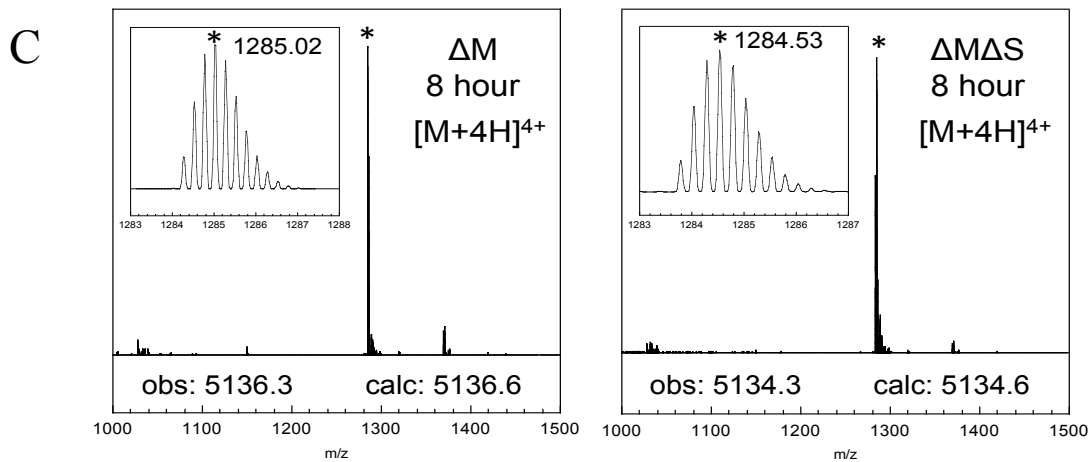 C
* 1285.02
*
ΔM
8 hour
[M+4H]4+
1283 1284 1285 1286 1287 1288
obs: 5136.3 calc: 5136.6
1000 1100 1200 1300 1400 1500
m/z
* 1284.53
*
ΔMΔS
8 hour
[M+4H]4+
1283 1284 1285 1286 1287
obs: 5134.3 calc: 5134.6
1000 1100 1200 1300 1400 1500
m/z